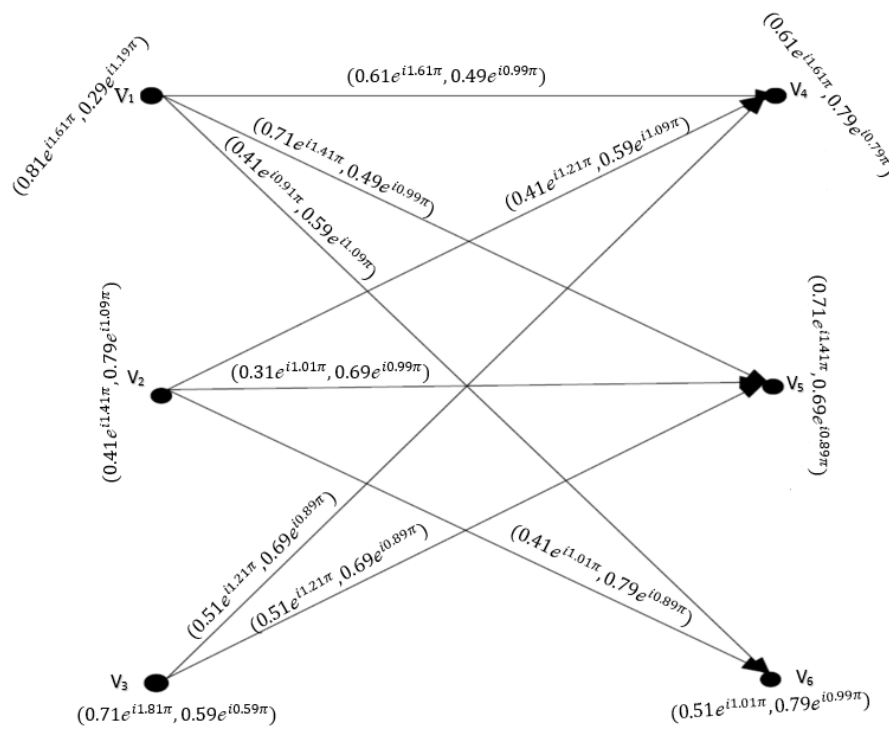 V₁
(0.81e^{i1.61π}, 0.29e^{i1.19π})
(0.61e^{i1.61π}, 0.49e^{i0.99π})
V₄
(0.61e^{i1.61π}, 0.79e^{i0.79π})
(0.71e^{i1.41π}, 0.49e^{i0.99π})
(0.41e^{i0.91π}, 0.59e^{i1.09π})
(0.41e^{i1.21π}, 0.59e^{i1.09π})
V₂
(0.41e^{i1.41π}, 0.79e^{i1.09π})
(0.31e^{i1.01π}, 0.69e^{i0.99π})
V₅
(0.71e^{i1.41π}, 0.69e^{i0.89π})
(0.51e^{i1.21π}, 0.69e^{i0.89π})
(0.51e^{i1.21π}, 0.69e^{i0.89π})
(0.41e^{i1.01π}, 0.79e^{i0.89π})
V₃
(0.71e^{i1.81π}, 0.59e^{i0.59π})
V₆
(0.51e^{i1.01π}, 0.79e^{i0.99π})